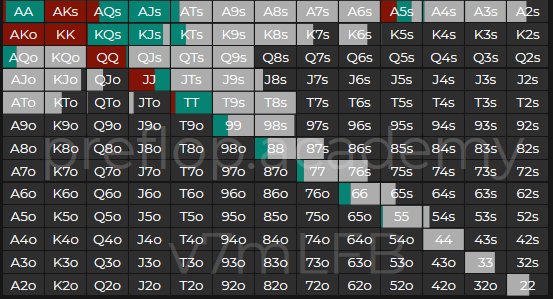 AA AKs AQs AJs ATs A9s A8s A7s A6s A5s A4s A3s A2s
AKo KK KQs KJs KTs K9s K8s K7s K6s K5s K4s K3s K2s
AQo KQo QQ QJs QTs Q9s Q8s Q7s Q6s Q5s Q4s Q3s Q2s
AJo KJo QJo JJ JTs J9s J8s J7s J6s J5s J4s J3s J2s
ATo KTo QTo JTo TT T9s T8s T7s T6s T5s T4s T3s T2s
A9o K9o Q9o J9o T9o 99 98s 97s 96s 95s 94s 93s 92s
A8o K8o Q8o J8o T8o 98o 88 87s 86s 85s 84s 83s 82s
preflop.academy
A7o K7o Q7o J7o T7o 97o 87o 77 76s 75s 74s 73s 72s
A6o K6o Q6o J6o T6o 96o 86o 76o 66 65s 64s 63s 62s
A5o K5o Q5o J5o T5o 95o 85o 75o 65o 55 54s 53s 52s
A4o K4o Q4o J4o T4o 94o 84o 74o 64o 54o 44 43s 42s
v7mLFB
A3o K3o Q3o J3o T3o 93o 83o 73o 63o 53o 43o 33 32s
A2o K2o Q2o J2o T2o 92o 82o 72o 62o 52o 42o 32o 22